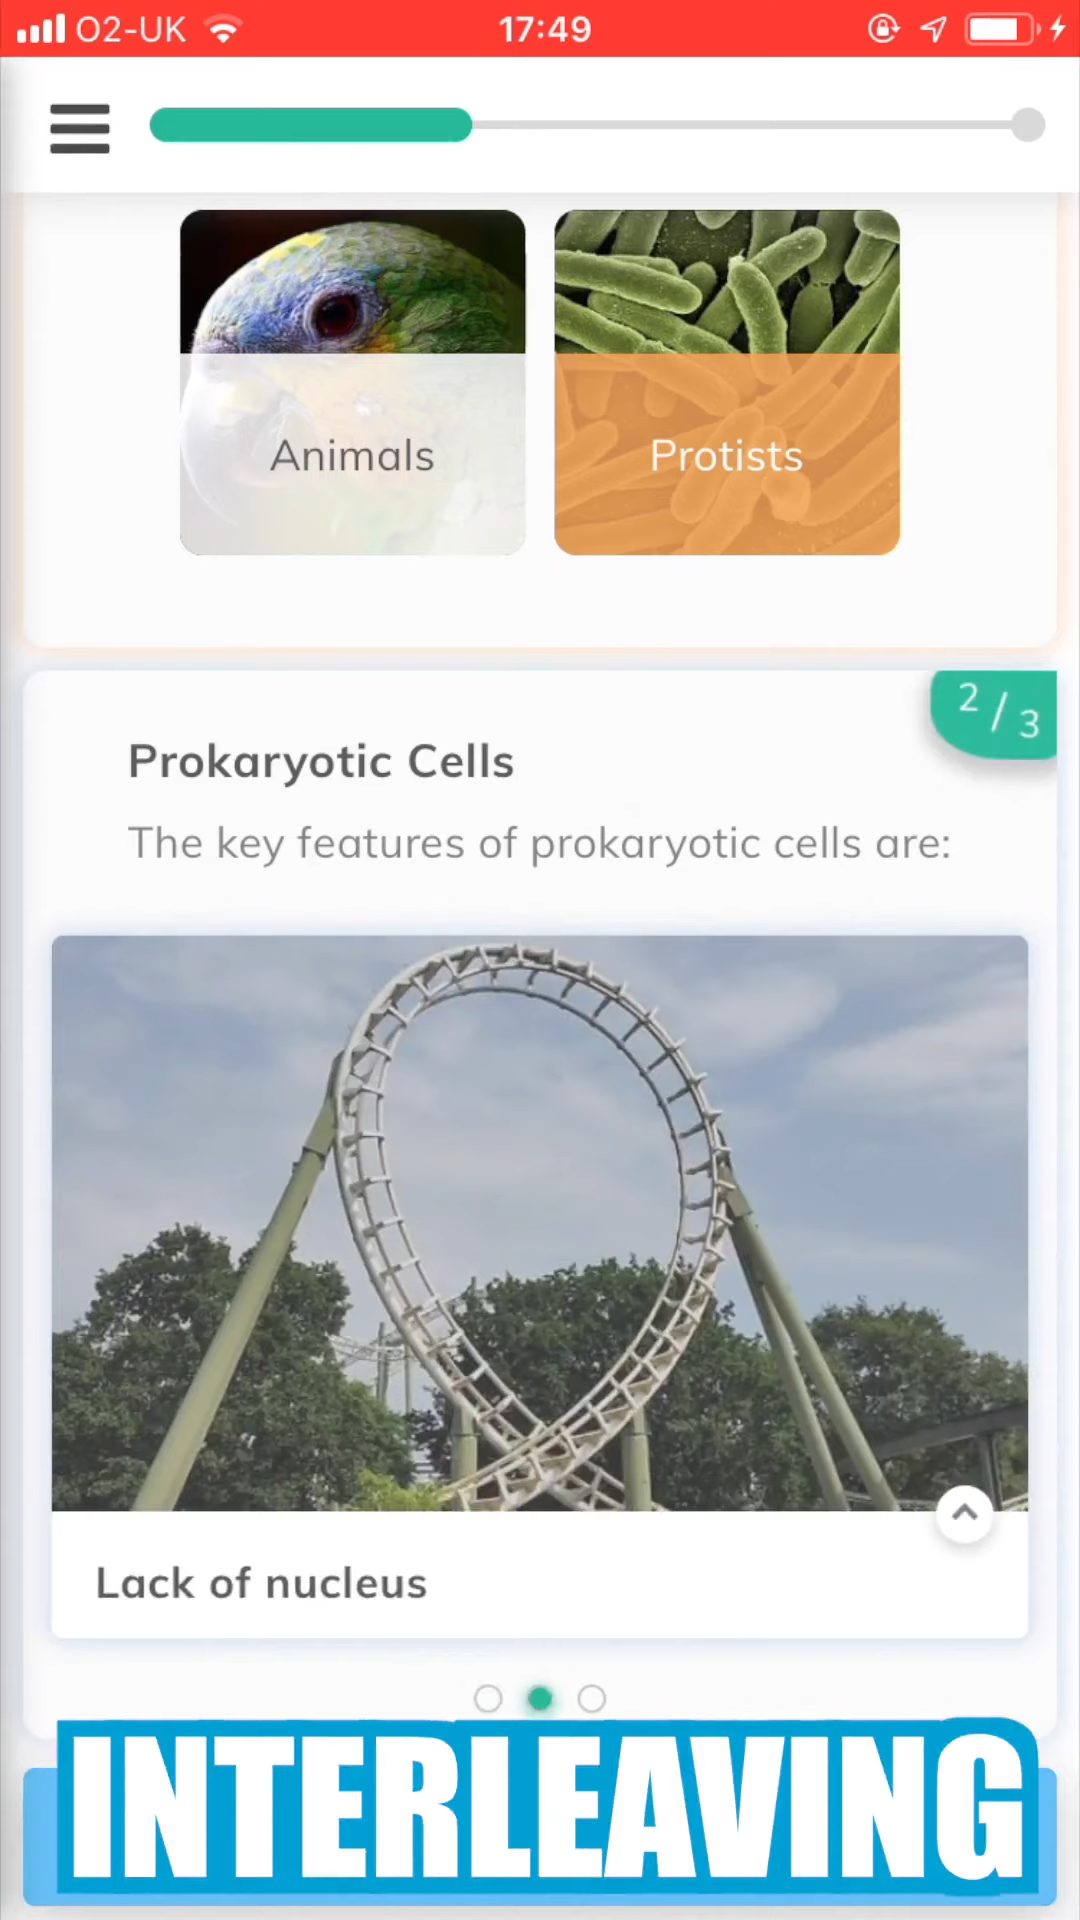 O2-UK 17:49
Animals
Protists
2/3
Prokaryotic Cells
The key features of prokaryotic cells are:
Lack of nucleus
INTERLEAVING